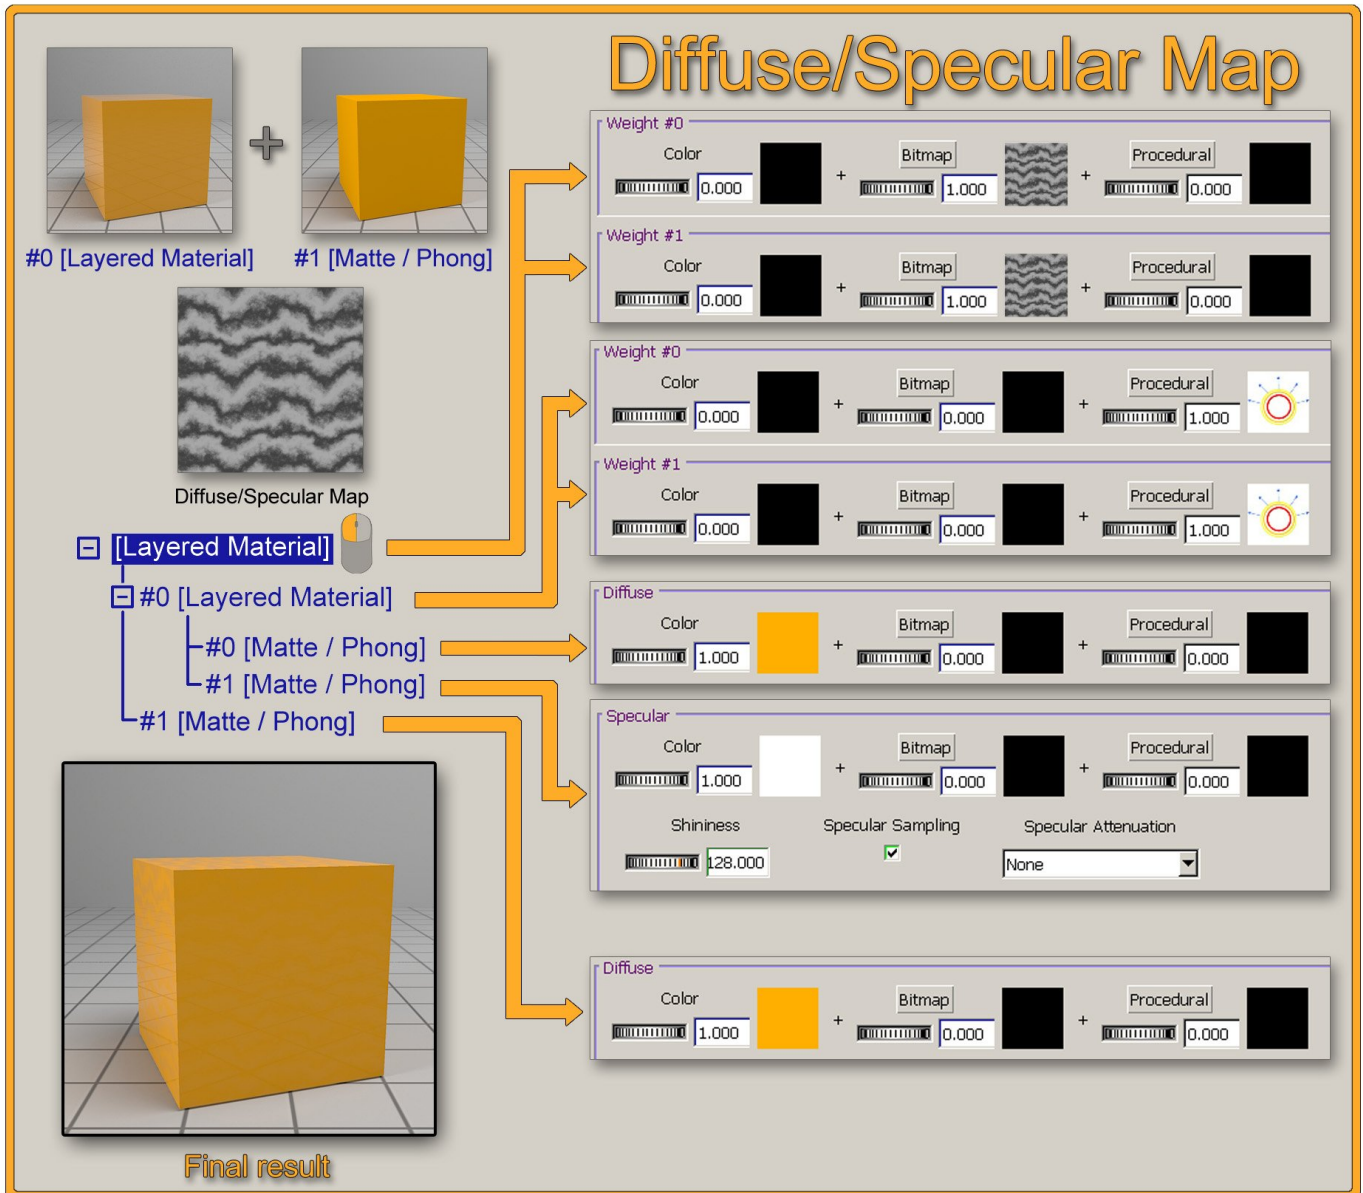 Diffuse/Specular Map
#0 [Layered Material]
#1 [Matte / Phong]
Diffuse/Specular Map
[Layered Material]
#0 [Layered Material]
#0 [Matte / Phong]
#1 [Matte / Phong]
#1 [Matte / Phong]
Final result
Weight #0
Color Bitmap Procedural
0.000 + 1.000 + 0.000
Weight #1
Color Bitmap Procedural
0.000 + 1.000 + 0.000
Weight #0
Color Bitmap Procedural
0.000 + 0.000 + 1.000
Weight #1
Color Bitmap Procedural
0.000 + 0.000 + 1.000
Diffuse
Color Bitmap Procedural
1.000 + 0.000 + 0.000
Specular
Color Bitmap Procedural
1.000 + 0.000 + 0.000
Shininess Specular Sampling Specular Attenuation
128.000 None
Diffuse
Color Bitmap Procedural
1.000 + 0.000 + 0.000